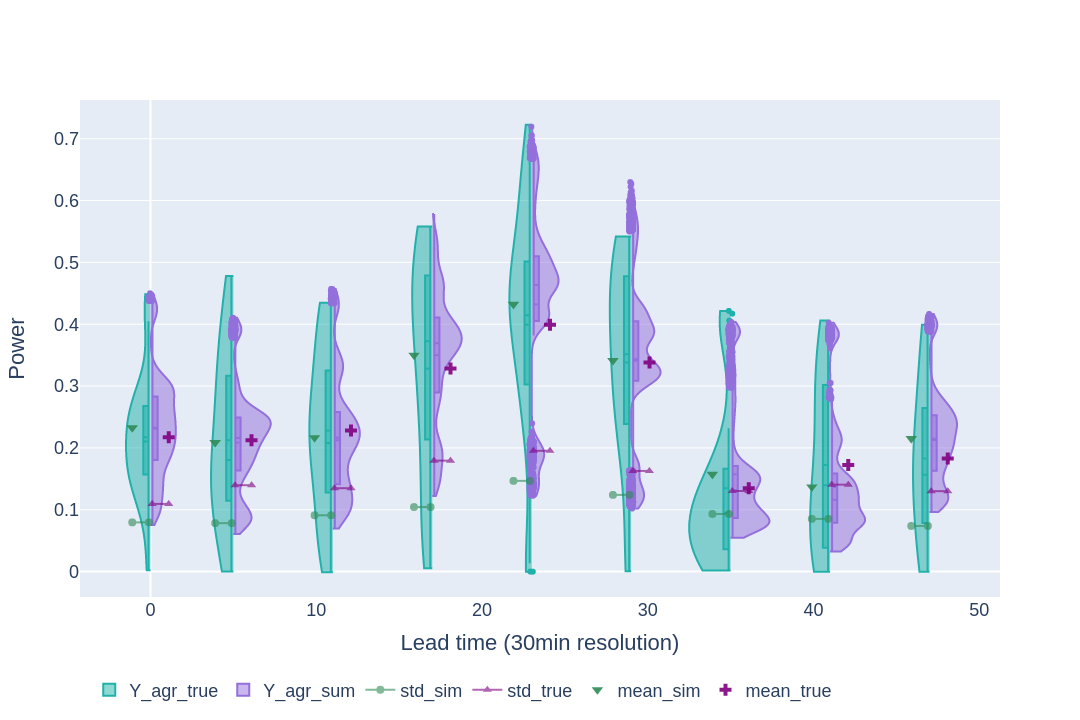 0.7
0.6
0.5
0.4
0.3
0.2
0.1
0
Power
0 10 20 30 40 50
Lead time (30min resolution)
Y_agr_true Y_agr_sum std_sim std_true mean_sim mean_true